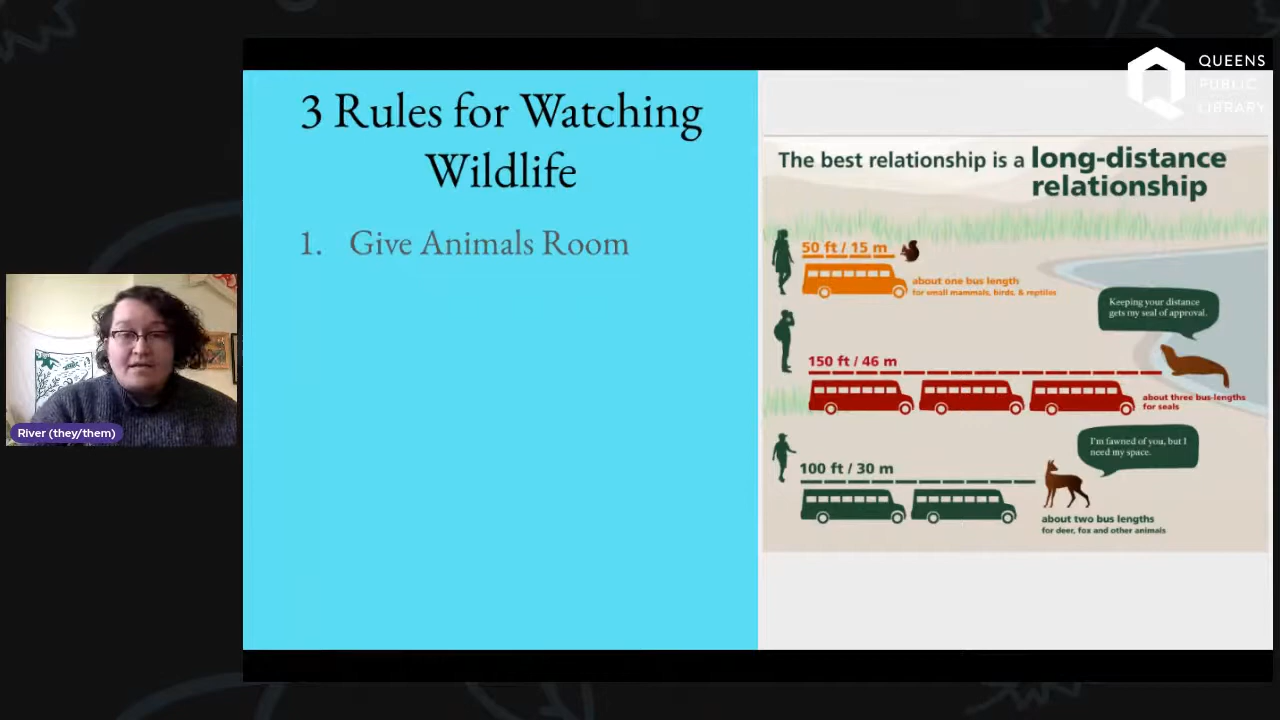 QUEENS
PUBLIC
LIBRARY
3 Rules for Watching
Wildlife
1. Give Animals Room
The best relationship is a long-distance
relationship
50 ft / 15 m
about one bus length
for small mammals, birds, & reptiles
Keeping your distance
gets my seal of approval.
150 ft / 46 m
about three bus-lengths
for seals
I'm fawned of you, but I
need my space.
100 ft / 30 m
about two bus lengths
for deer, fox and other animals
River (they/them)